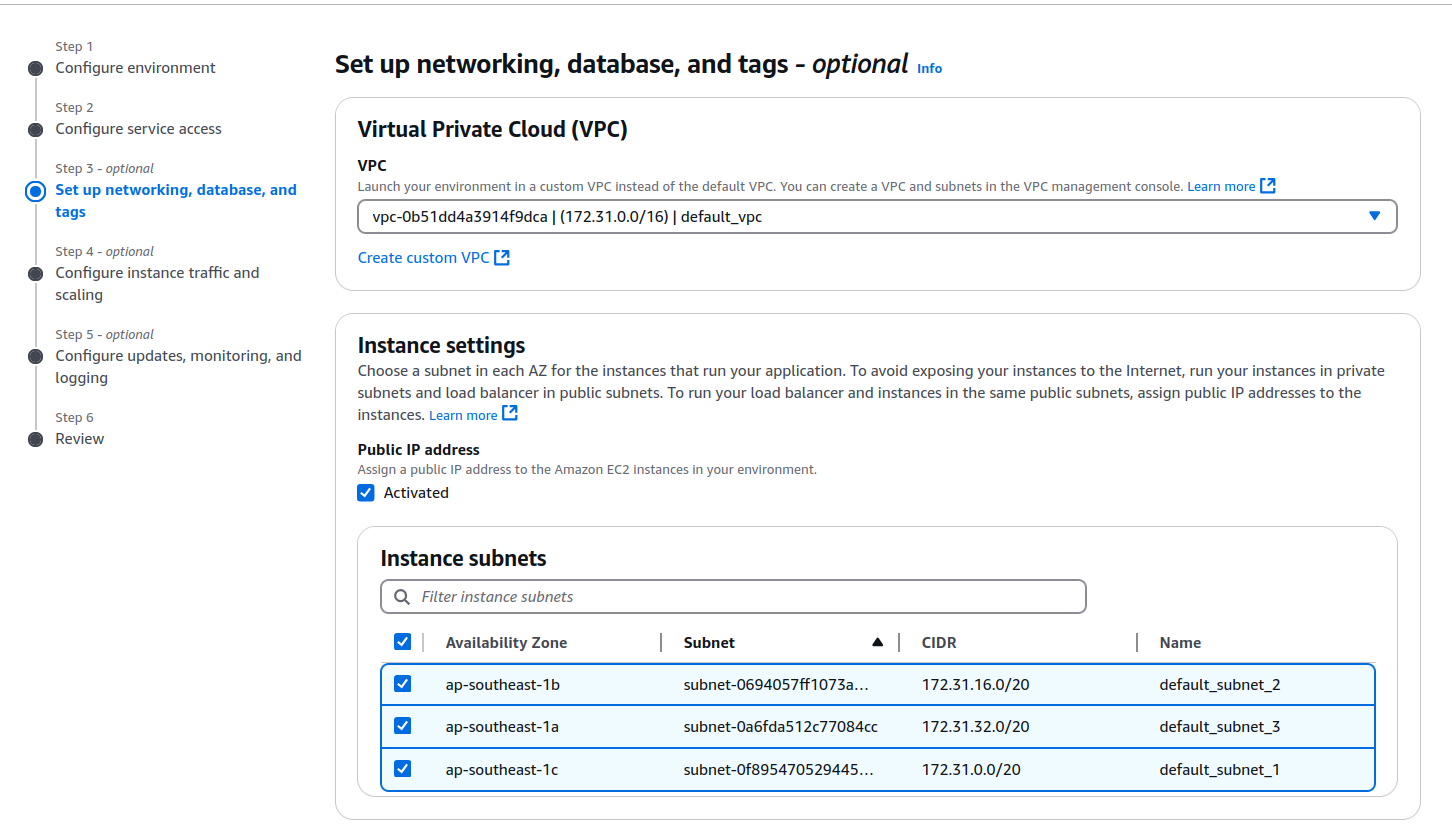 Step 1
Configure environment
Step 2
Configure service access
Step 3 - optional
Set up networking, database, and
tags
Step 4 - optional
Configure instance traffic and
scaling
Step 5 - optional
Configure updates, monitoring, and
logging
Step 6
Review
Set up networking, database, and tags - optional Info
Virtual Private Cloud (VPC)
VPC
Launch your environment in a custom VPC instead of the default VPC. You can create a VPC and subnets in the VPC management console. Learn more
vpc-0b51dd4a3914f9dca | (172.31.0.0/16) | default_vpc
Create custom VPC
Instance settings
Choose a subnet in each AZ for the instances that run your application. To avoid exposing your instances to the Internet, run your instances in private
subnets and load balancer in public subnets. To run your load balancer and instances in the same public subnets, assign public IP addresses to the
instances. Learn more
Public IP address
Assign a public IP address to the Amazon EC2 instances in your environment.
Activated
Instance subnets
Filter instance subnets
Availability Zone Subnet CIDR Name
ap-southeast-1b subnet-0694057ff1073a... 172.31.16.0/20 default_subnet_2
ap-southeast-1a subnet-0a6fda512c77084cc 172.31.32.0/20 default_subnet_3
ap-southeast-1c subnet-0f895470529445... 172.31.0.0/20 default_subnet_1